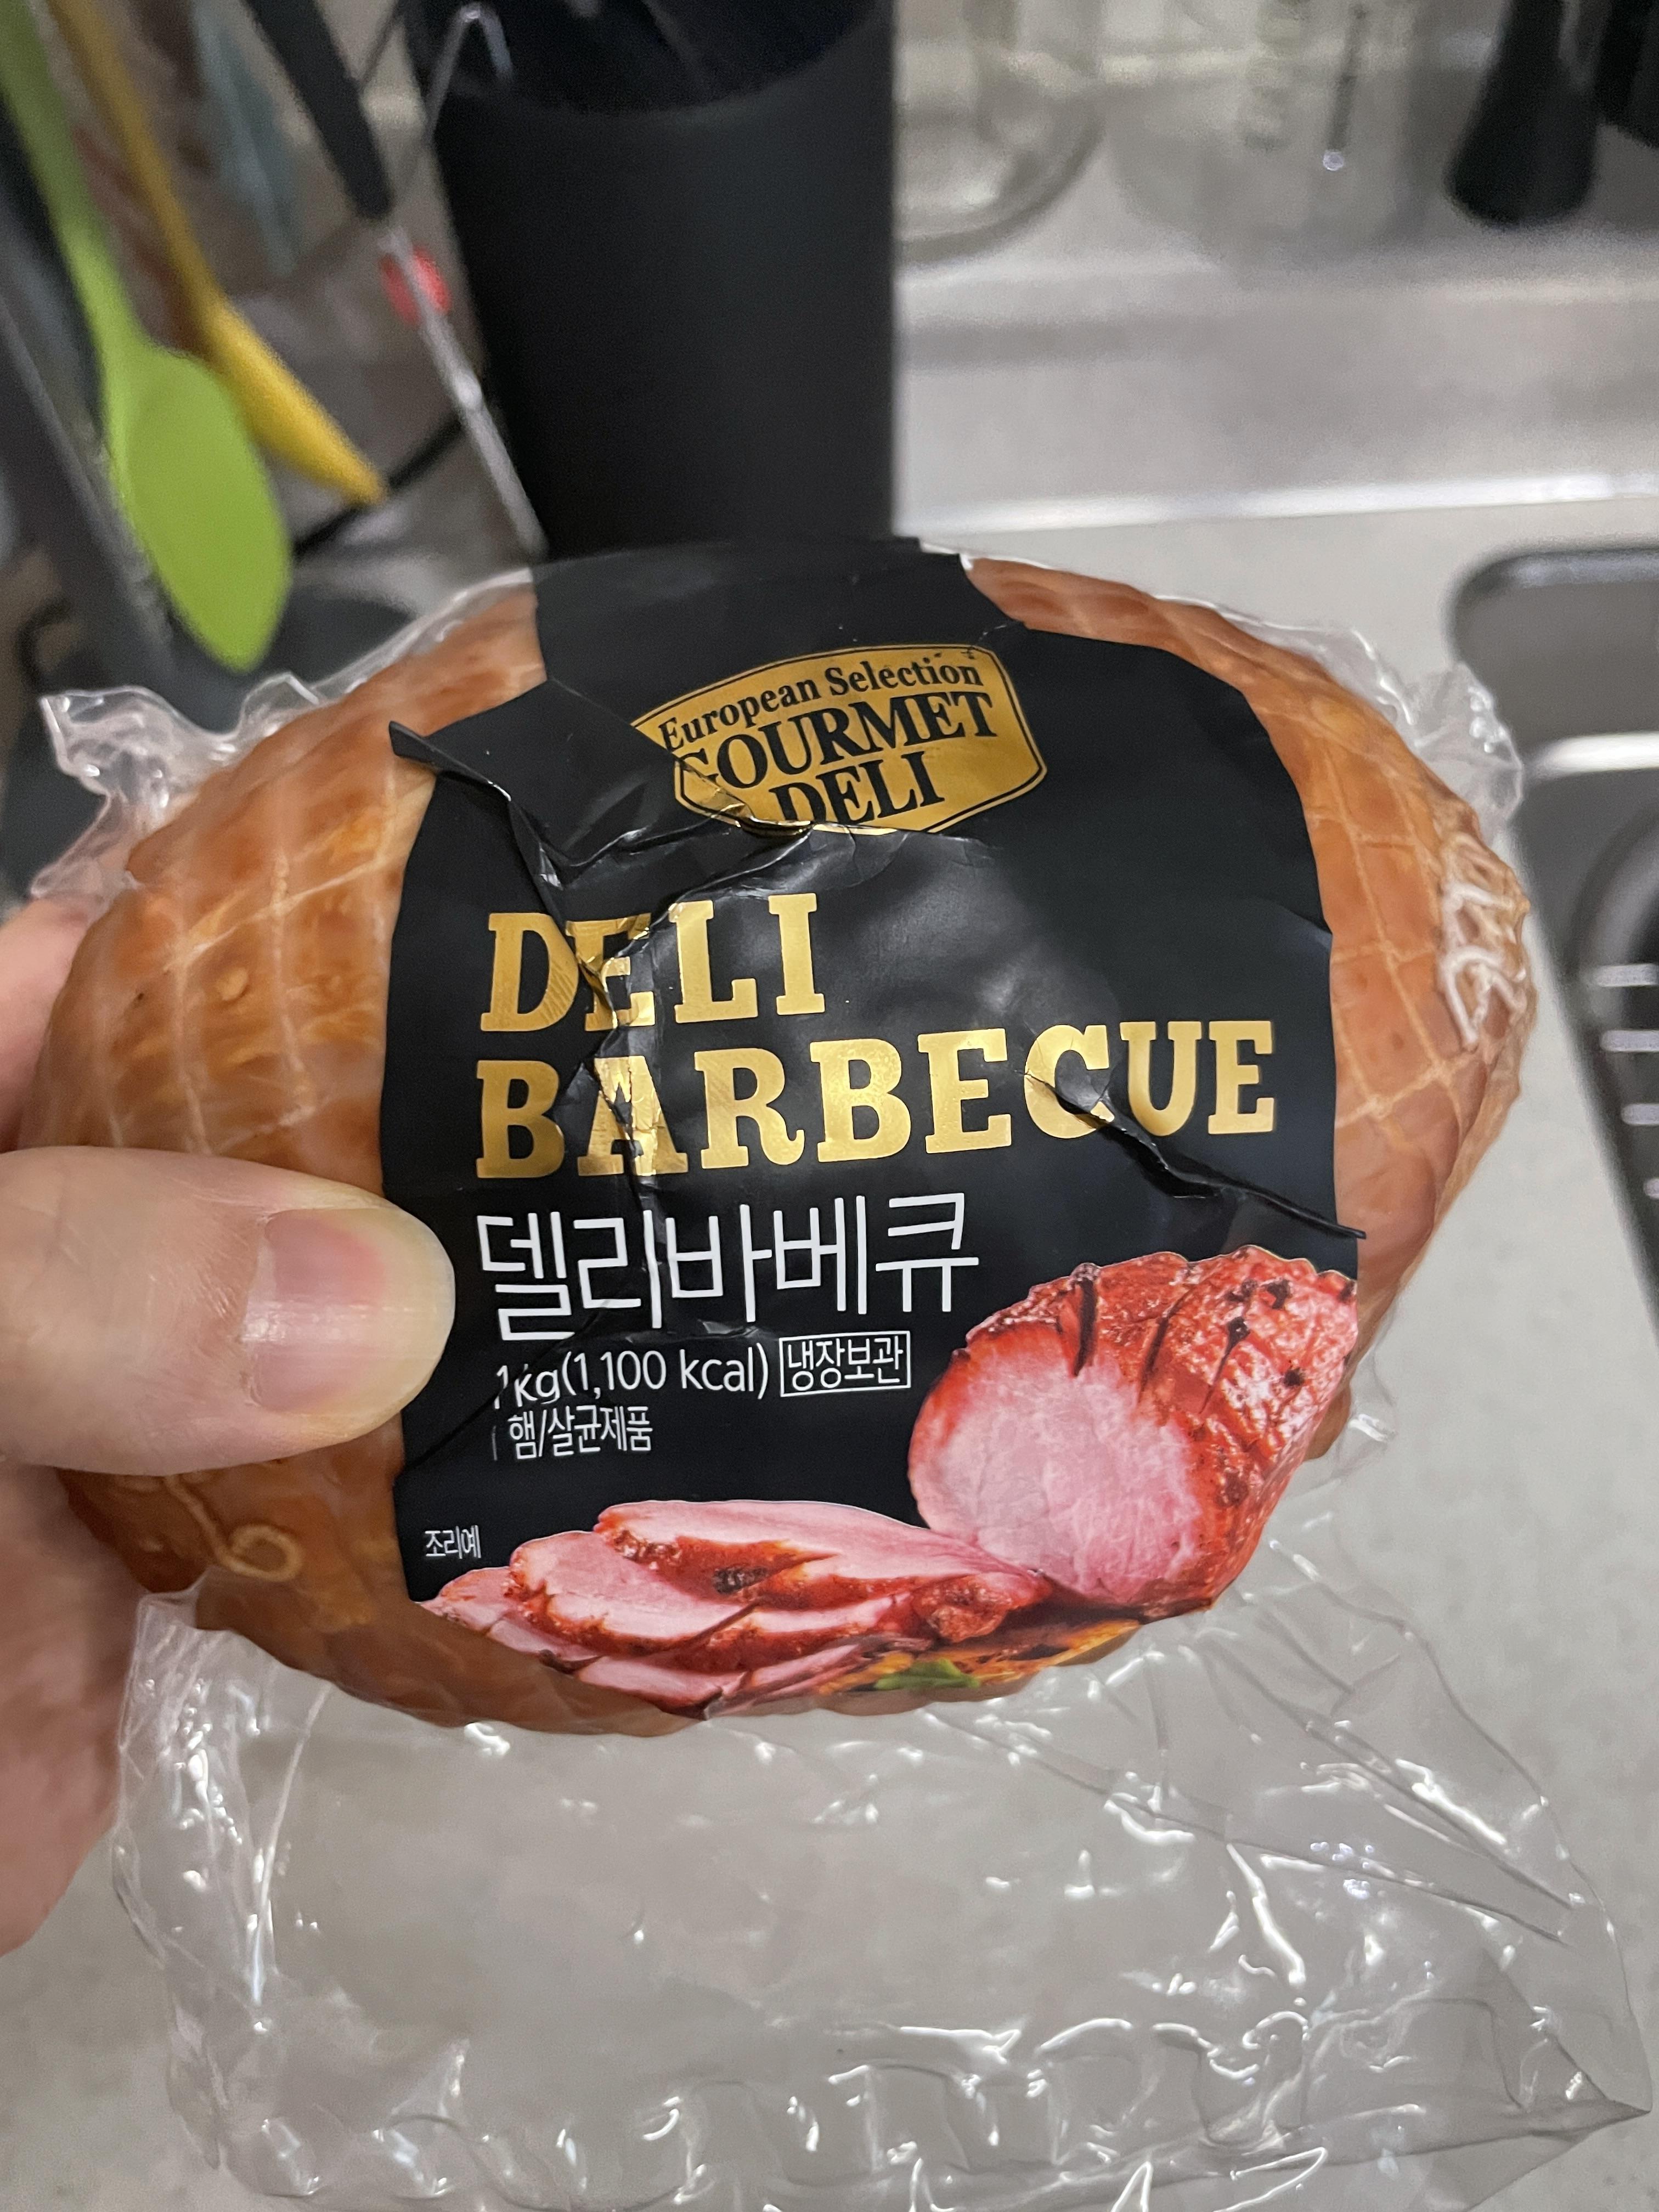 European Selection
GOURMET
DELI
DELI
BARBECUE
델리바베큐
1kg(1,100 kcal) 냉장보관
햄/살균제품
조리예